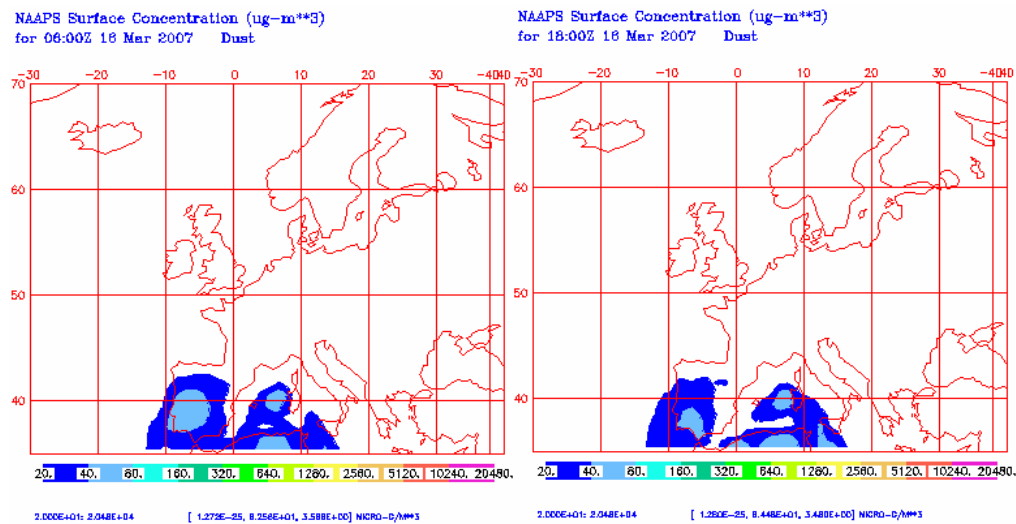 NAAPS Surface Concentration (ug-m**3)
for 06:00Z 16 Mar 2007 Dust
-30 -20 -10 0 10 20 30 -4040
70
60
50
40
20. 40. 60. 160. 320. 640. 1260. 2560. 5120. 10240. 20480.
2.000E+01: 2.048E+04 [ 1.272E-25, 8.256E+01, 3.588E+00] MICRO-G/M**3
NAAPS Surface Concentration (ug-m**3)
for 18:00Z 16 Mar 2007 Dust
-30 -20 -10 0 10 20 30 -4040
70
60
50
40
20. 40. 60. 160. 320. 640. 1260. 2560. 5120. 10240. 20480.
2.000E+01: 2.048E+04 [ 1.280E-25, 8.448E+01, 3.480E+00] MICRO-G/M**3